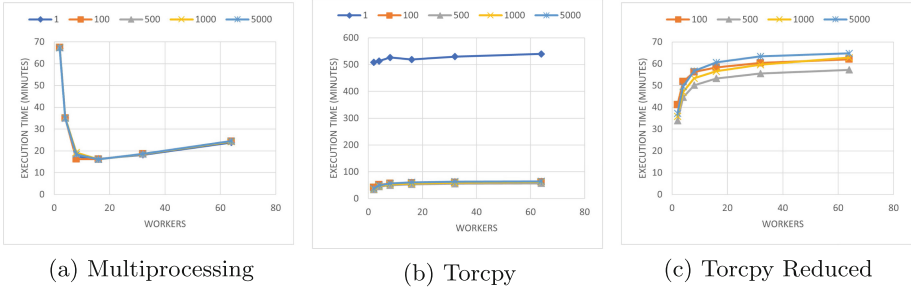 1 100 500 1000 5000
EXECUTION TIME (MINUTES)
70
60
50
40
30
20
10
0
0 20 40 60 80
WORKERS
(a) Multiprocessing
1 100 500 1000 5000
EXECUTION TIME (MINUTES)
600
500
400
300
200
100
0
0 20 40 60 80
WORKERS
(b) Torcpy
100 500 1000 5000
EXECUTION TIME (MINUTES)
70
60
50
40
30
20
10
0
0 20 40 60 80
WORKERS
(c) Torcpy Reduced